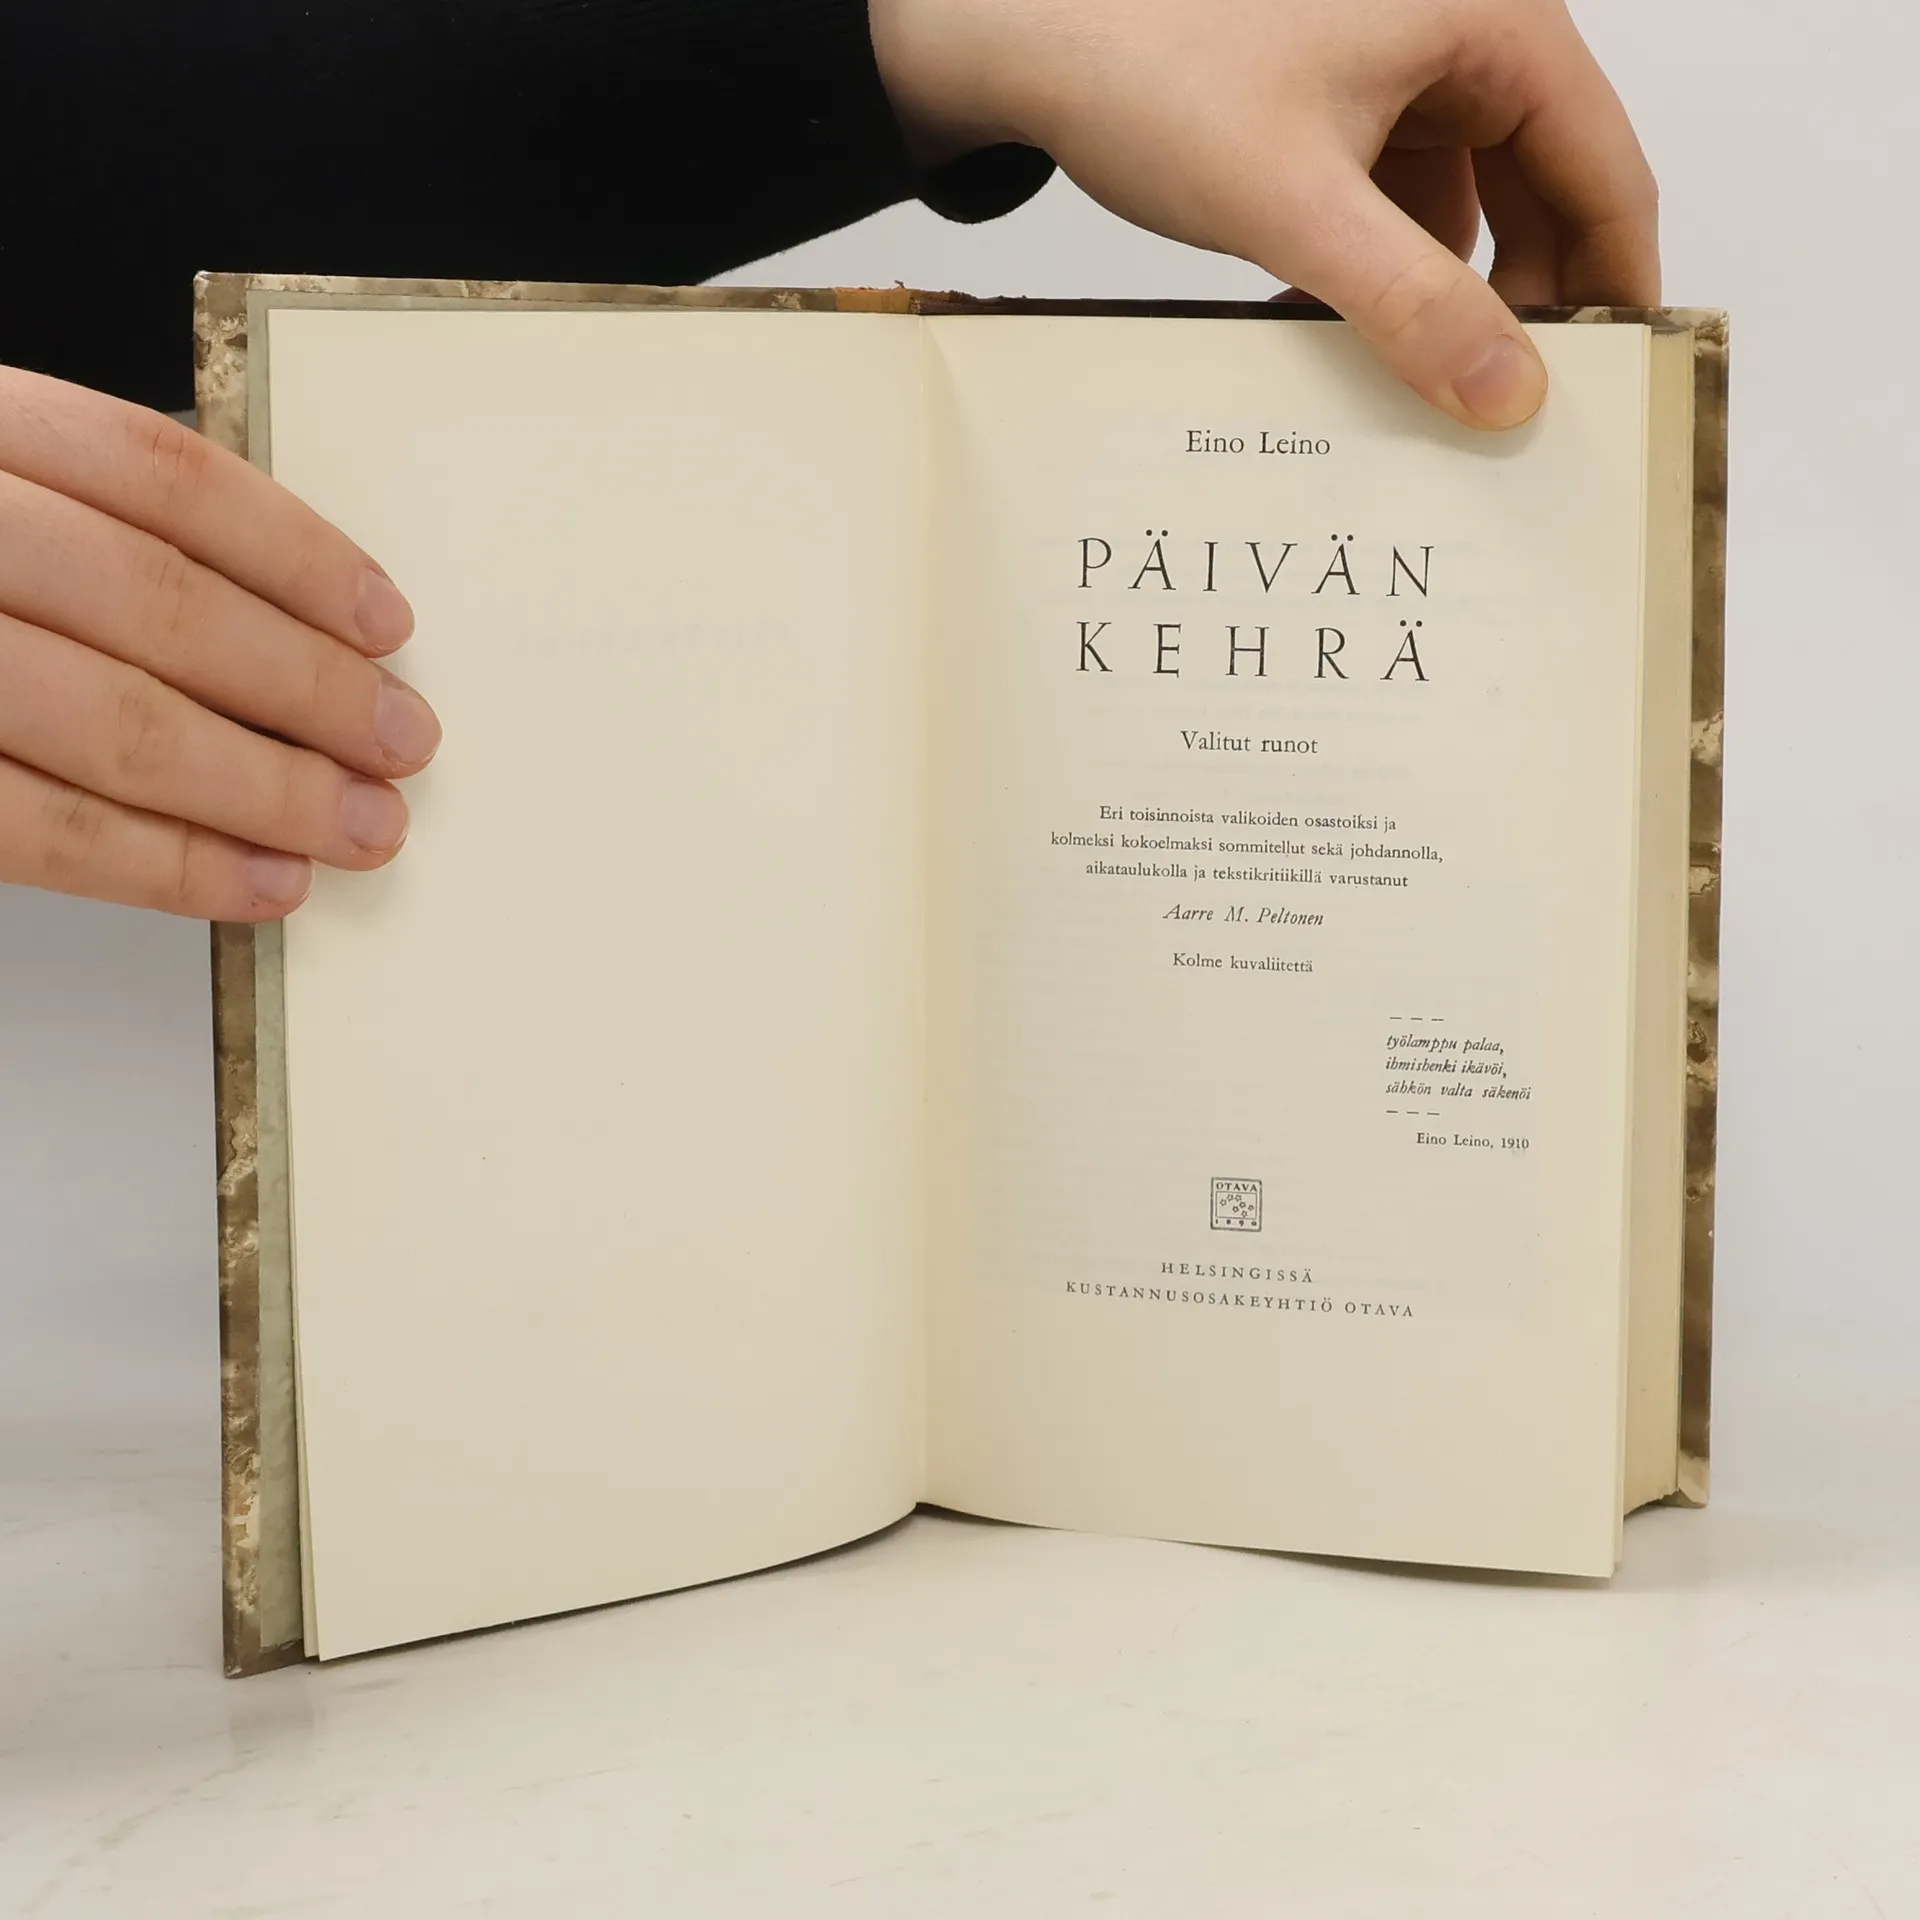 Eino Leino
PÄIVÄN
KEHRÄ
Valitut runot
Eri toisinnoista valikoiden osastoiksi ja
kolmeksi kokoelmaksi sommitellut sekä johdannolla,
aikataulukolla ja tekstikritiikillä varustanut
Aarre M. Peltonen
Kolme kuvaliitettä
— — —
työlamppu palaa,
ihmishenki ikävöi,
sähkön valta säkenöi
— — —
Eino Leino, 1910
OTAVA
1890
HELSINGISSÄ
KUSTANNUSOSAKEYHTIÖ OTAVA